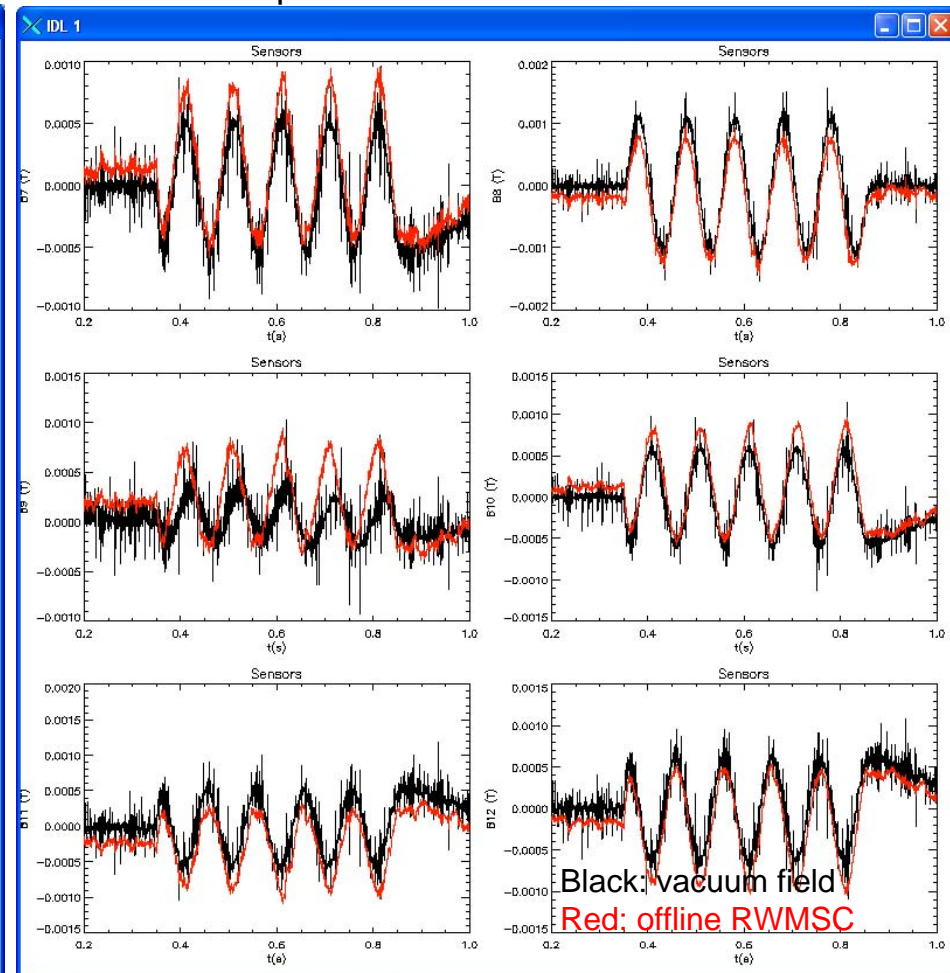 IDL 1
Sensors
0.0010
0.0005
0.0000
-0.0005
-0.0010
B7 (T)
0.2 0.4 0.6 0.8 1.0
t(s)
Sensors
0.002
0.001
0.000
-0.001
-0.002
B8 (T)
0.2 0.4 0.6 0.8 1.0
t(s)
Sensors
0.0015
0.0010
0.0005
0.0000
-0.0005
-0.0010
B9 (T)
0.2 0.4 0.6 0.8 1.0
t(s)
Sensors
0.0015
0.0010
0.0005
0.0000
-0.0005
-0.0010
-0.0015
B10 (T)
0.2 0.4 0.6 0.8 1.0
t(s)
Sensors
0.0020
0.0015
0.0010
0.0005
0.0000
-0.0005
-0.0010
-0.0015
B11 (T)
0.2 0.4 0.6 0.8 1.0
t(s)
Sensors
0.0015
0.0010
0.0005
0.0000
-0.0005
-0.0010
-0.0015
B12 (T)
0.2 0.4 0.6 0.8 1.0
t(s)
Black: vacuum field
Red; offline RWMSC